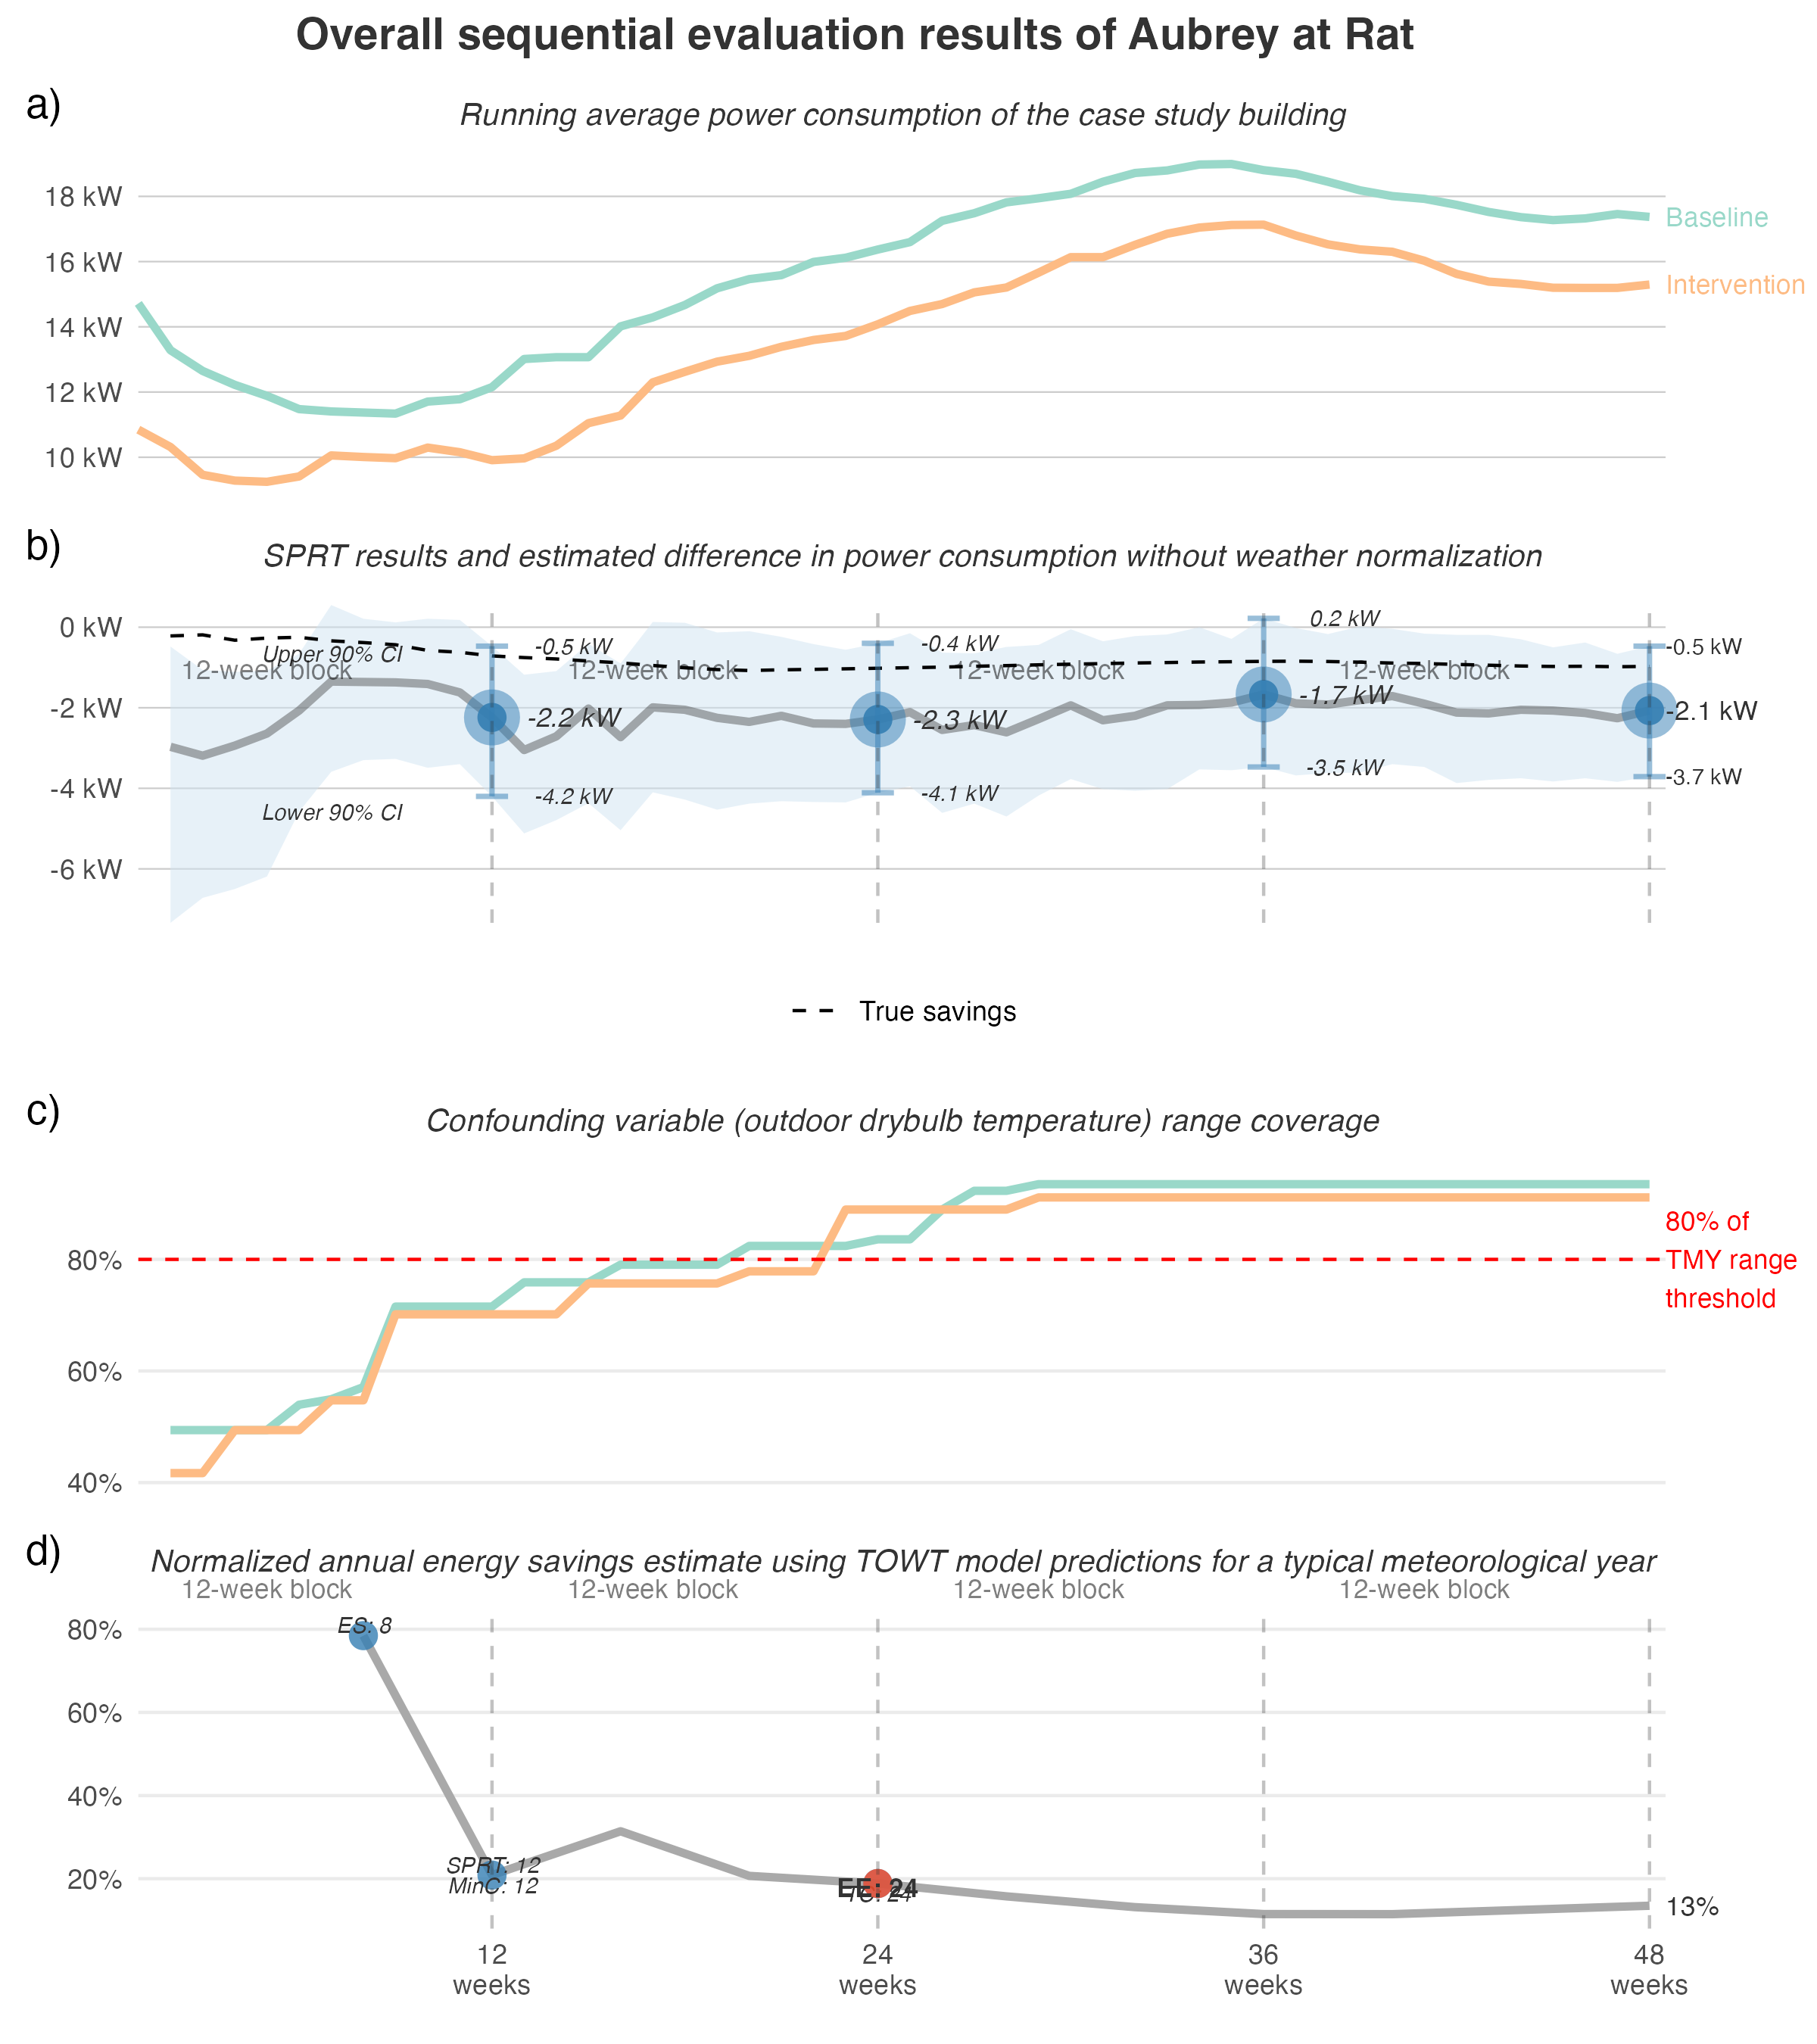 Overall sequential evaluation results of Aubrey at Rat
a)
Running average power consumption of the case study building
18 kW
16 kW
14 kW
12 kW
10 kW
Baseline
Intervention
b)
SPRT results and estimated difference in power consumption without weather normalization
0 kW
-2 kW
-4 kW
-6 kW
Upper 90% CI
Lower 90% CI
12-week block
12-week block
12-week block
12-week block
-0.5 kW
-2.2 kW
-4.2 kW
-0.4 kW
-2.3 kW
-4.1 kW
0.2 kW
-1.7 kW
-3.5 kW
-0.5 kW
-2.1 kW
-3.7 kW
True savings
c)
Confounding variable (outdoor drybulb temperature) range coverage
80%
60%
40%
80% of
TMY range
threshold
d)
Normalized annual energy savings estimate using TOWT model predictions for a typical meteorological year
12-week block
12-week block
12-week block
12-week block
80%
60%
40%
20%
ES: 8
SPRT: 12
MinC: 12
EE: 24
24
13%
12
weeks
24
weeks
36
weeks
48
weeks